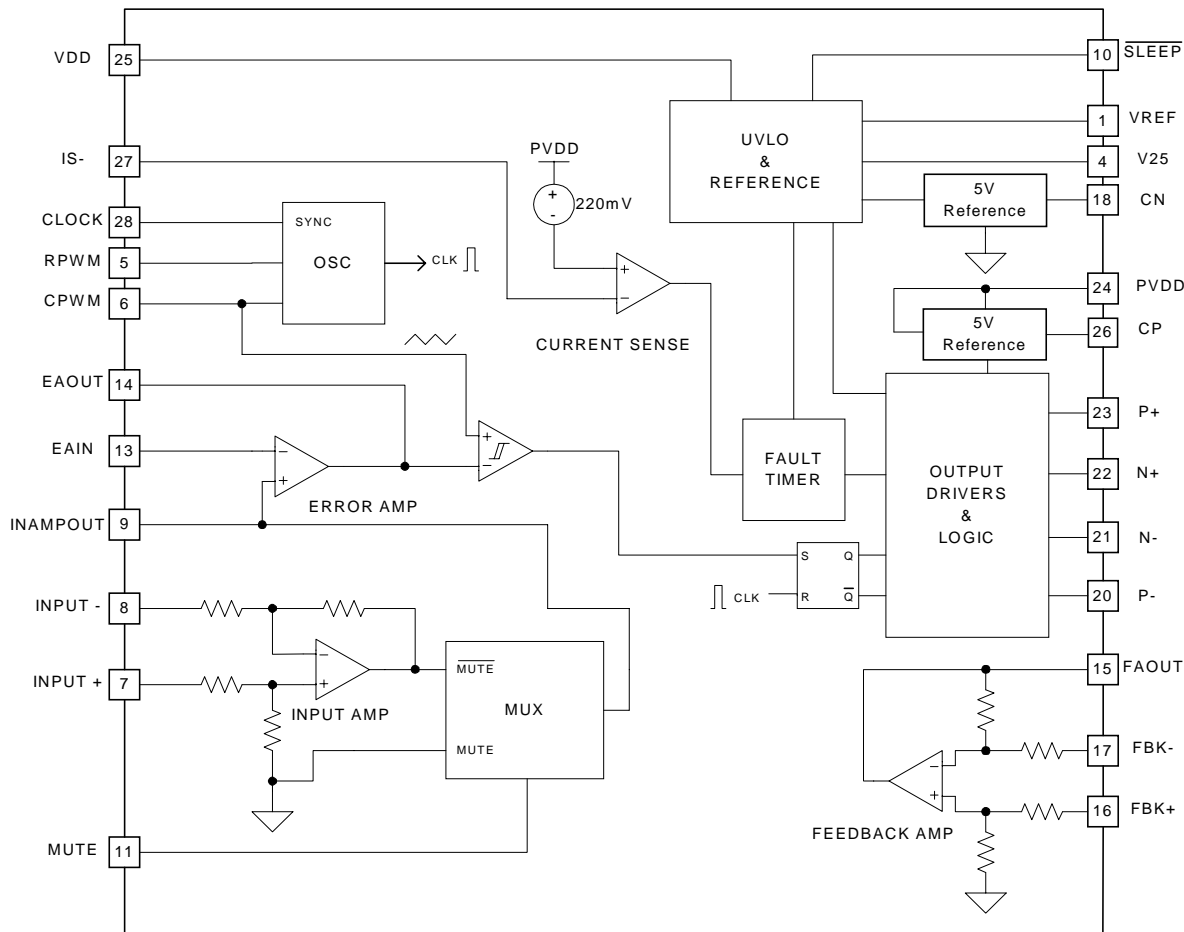 VDD
25
10
SLEEP
1
VREF
IS-
27
PVDD
UVLO
&
REFERENCE
4
V25
+
-
220mV
5V
Reference
18
CN
CLOCK
28
SYNC
OSC
CLK
RPWM
5
CPWM
6
+
-
CURRENT SENSE
24
PVDD
5V
Reference
26
CP
EAOUT
14
EAIN
13
-
+
ERROR AMP
+
-
FAULT
TIMER
OUTPUT
DRIVERS
&
LOGIC
23
P+
22
N+
21
N-
20
P-
INAMPOUT
9
S
Q
R
Q
CLK
INPUT -
8
INPUT +
7
-
+
INPUT AMP
MUTE
MUX
MUTE
15
FAOUT
17
FBK-
-
+
16
FBK+
FEEDBACK AMP
MUTE
11